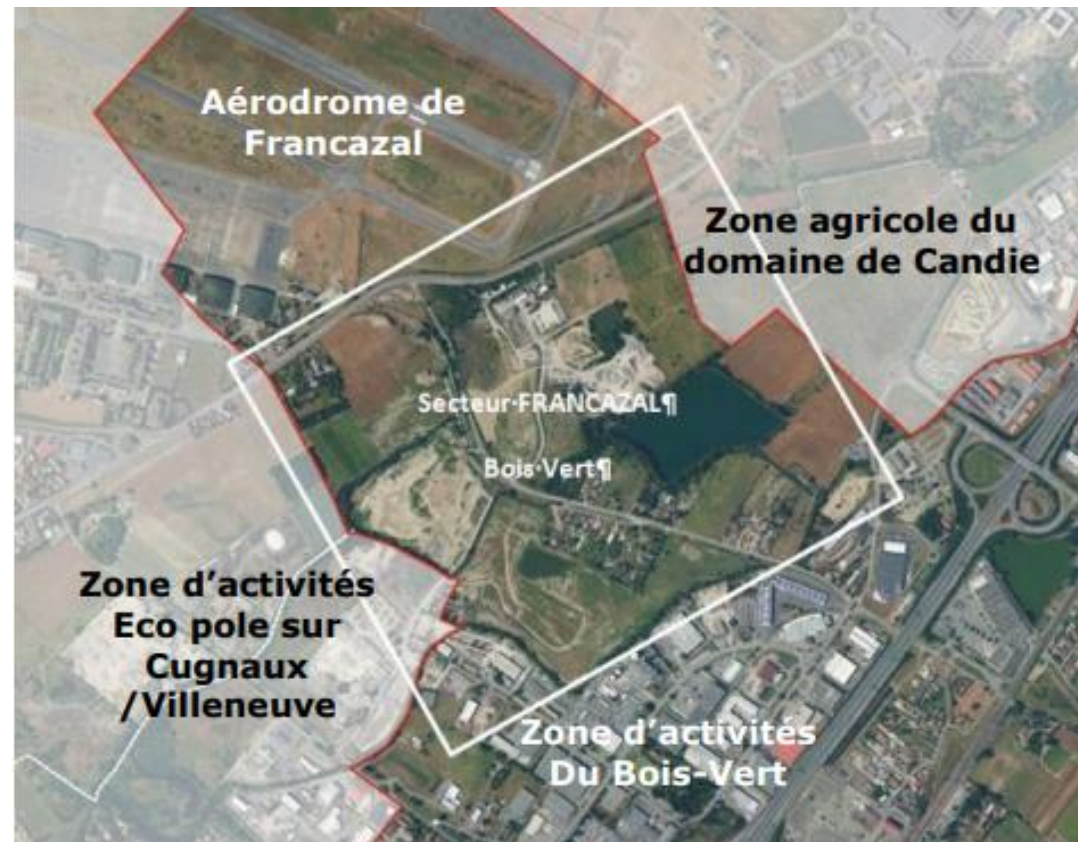 Aérodrome de
Francazal
Zone agricole du
domaine de Candie
Secteur·FRANCAZAL¶
Bois·Vert¶
Zone d’activités
Eco pole sur
Cugnaux
/Villeneuve
Zone d’activités
Du Bois-Vert